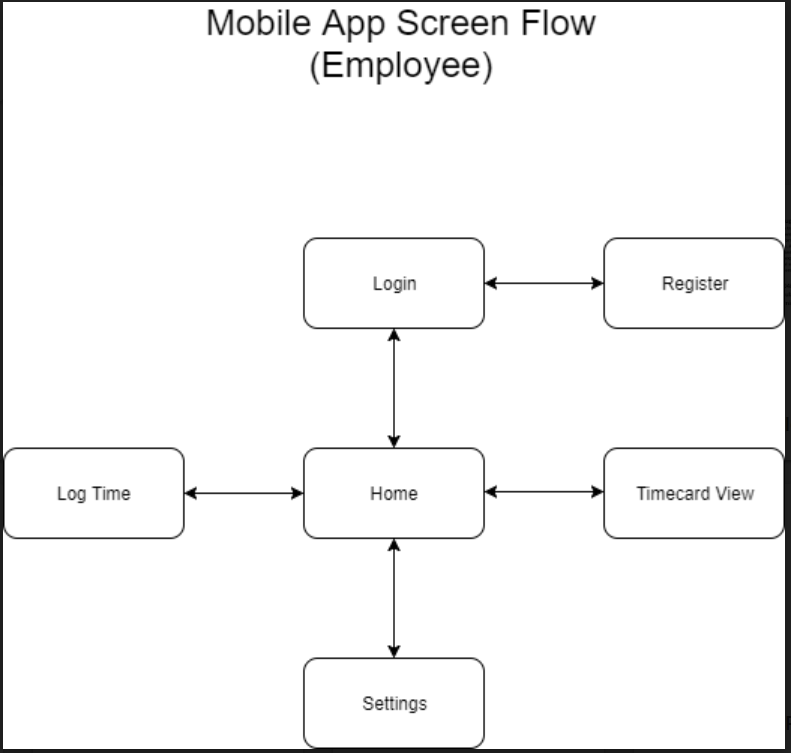 Mobile App Screen Flow
(Employee)
Login
Register
Log Time
Home
Timecard View
Settings